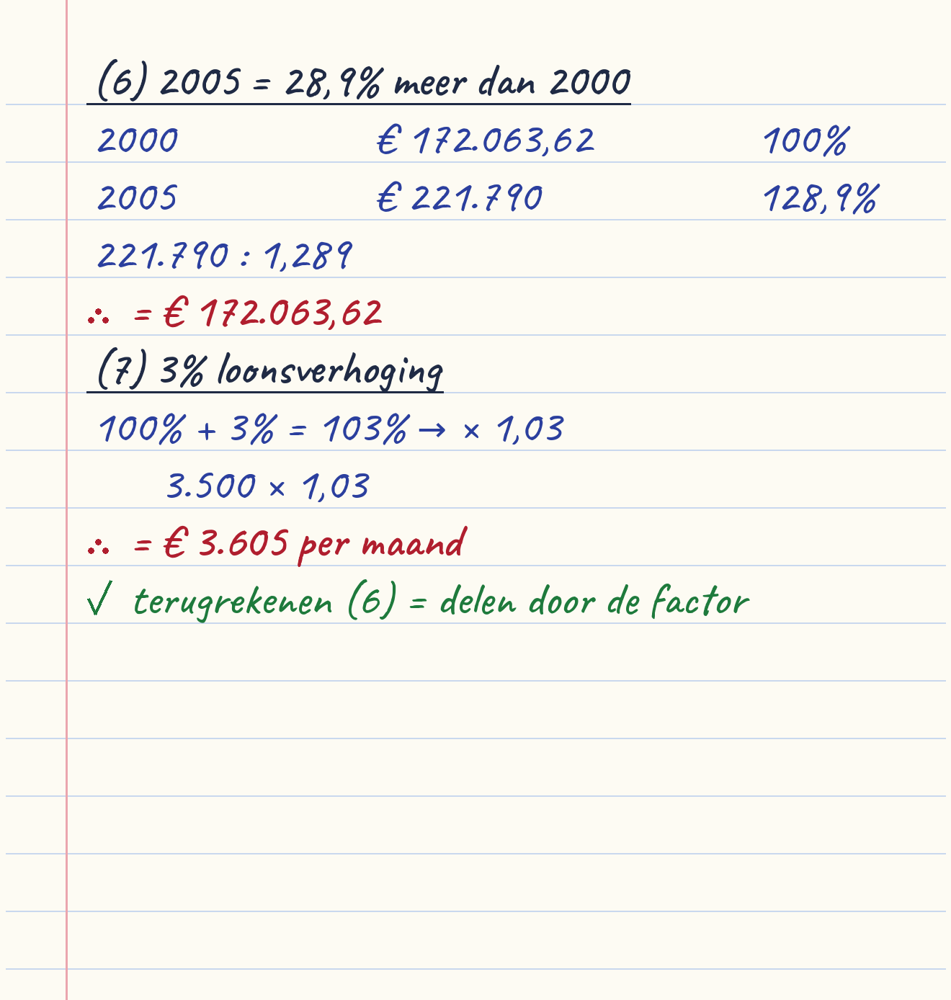 (6) 2005 = 28,9% meer dan 2000
2000 € 172.063,62 100%
2005 € 221.790 128,9%
221.790 : 1,289
∴ = € 172.063,62
(7) 3% loonsverhoging
100% + 3% = 103% → × 1,03
3.500 × 1,03
∴ = € 3.605 per maand
✓ terugrekenen (6) = delen door de factor